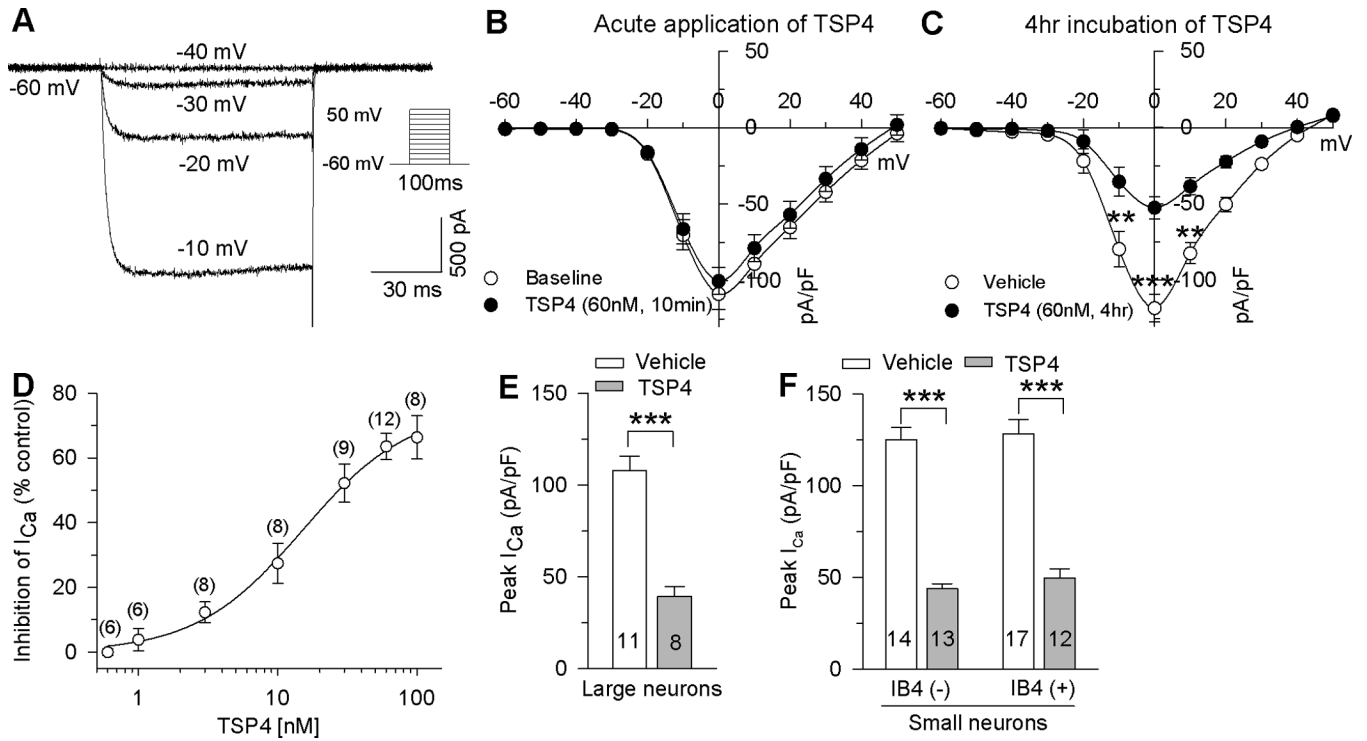 A
-40 mV
-60 mV
-30 mV
-20 mV
-10 mV
50 mV
-60 mV
100ms
500 pA
30 ms
B
Acute application of TSP4
50
-60 -40 -20 0 20 40
mV
-50
-100
pA/pF
Baseline
TSP4 (60nM, 10min)
C
4hr incubation of TSP4
50
-60 -40 -20 0 20 40
mV
-50
** **
*** -100
pA/pF
Vehicle
TSP4 (60nM, 4hr)
D
Inhibition of ICa (% control)
80
60
40
20
0
(6) (6) (8) (8) (9) (12) (8)
1 10 100
TSP4 [nM]
E
Vehicle
TSP4
Peak ICa (pA/pF)
150
100
50
0
***
11 8
Large neurons
F
Vehicle TSP4
Peak ICa (pA/pF)
150
100
50
0
*** ***
14 13 17 12
IB4 (-) IB4 (+)
Small neurons